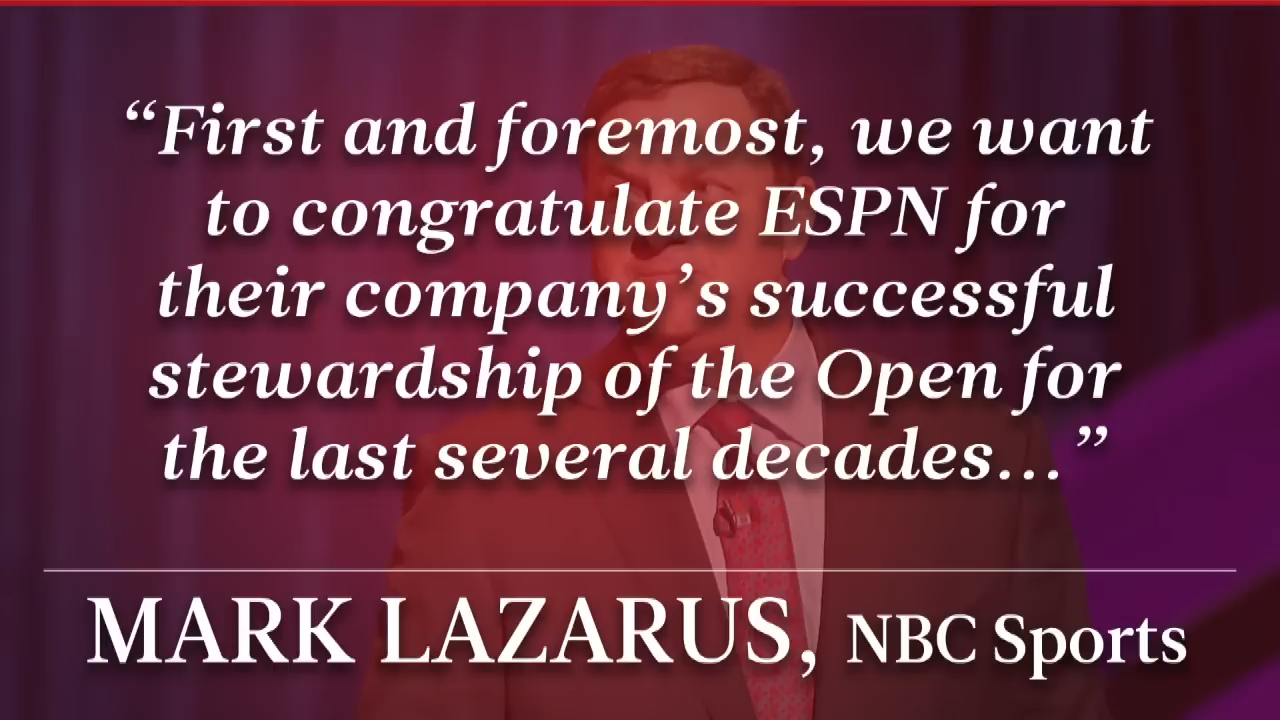 “First and foremost, we want
to congratulate ESPN for
their company’s successful
stewardship of the Open for
the last several decades...”
MARK LAZARUS, NBC Sports